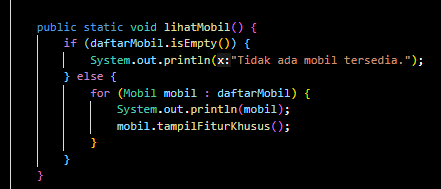 public static void lihatMobil() {
if (daftarMobil.isEmpty()) {
System.out.println(x:"Tidak ada mobil tersedia.");
} else {
for (Mobil mobil : daftarMobil) {
System.out.println(mobil);
mobil.tampilFiturKhusus();
}
}
}